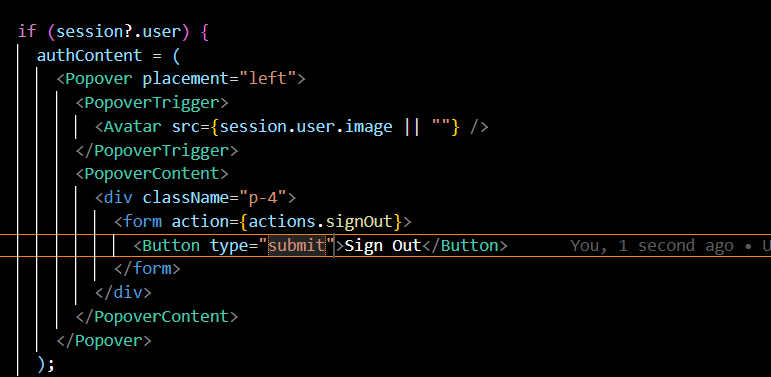 if (session?.user) {
authContent = (
<Popover placement="left">
<PopoverTrigger>
<Avatar src={session.user.image || ""} />
</PopoverTrigger>
<PopoverContent>
<div className="p-4">
<form action={actions.signOut}>
<Button type="submit">Sign Out</Button> You, 1 second ago •
</form>
</div>
</PopoverContent>
</Popover>
);